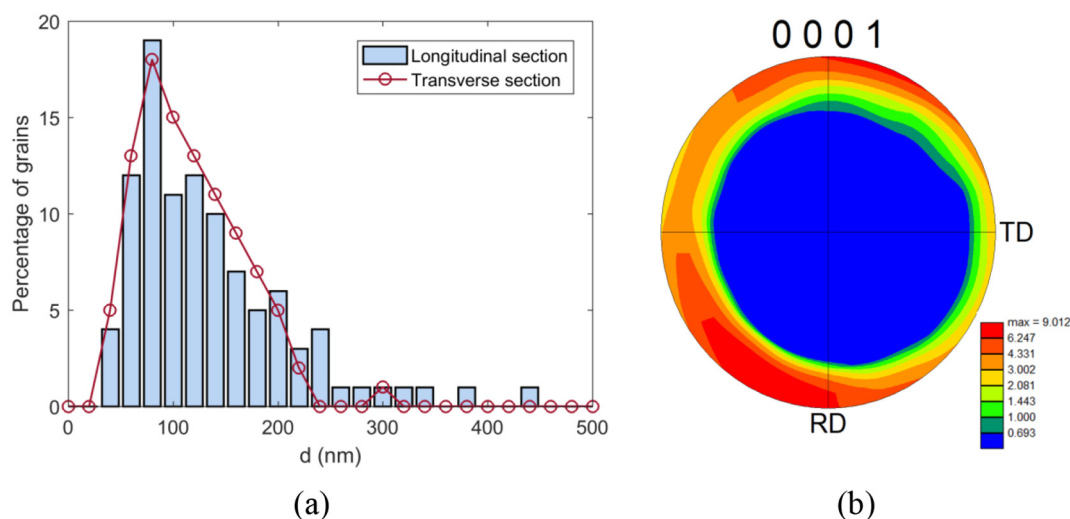 20
15
10
5
0
Percentage of grains
Longitudinal section
Transverse section
0 100 200 300 400 500
d (nm)
(a)
0 0 0 1
TD
RD
max = 9.012
6.247
4.331
3.002
2.081
1.443
1.000
0.693
(b)